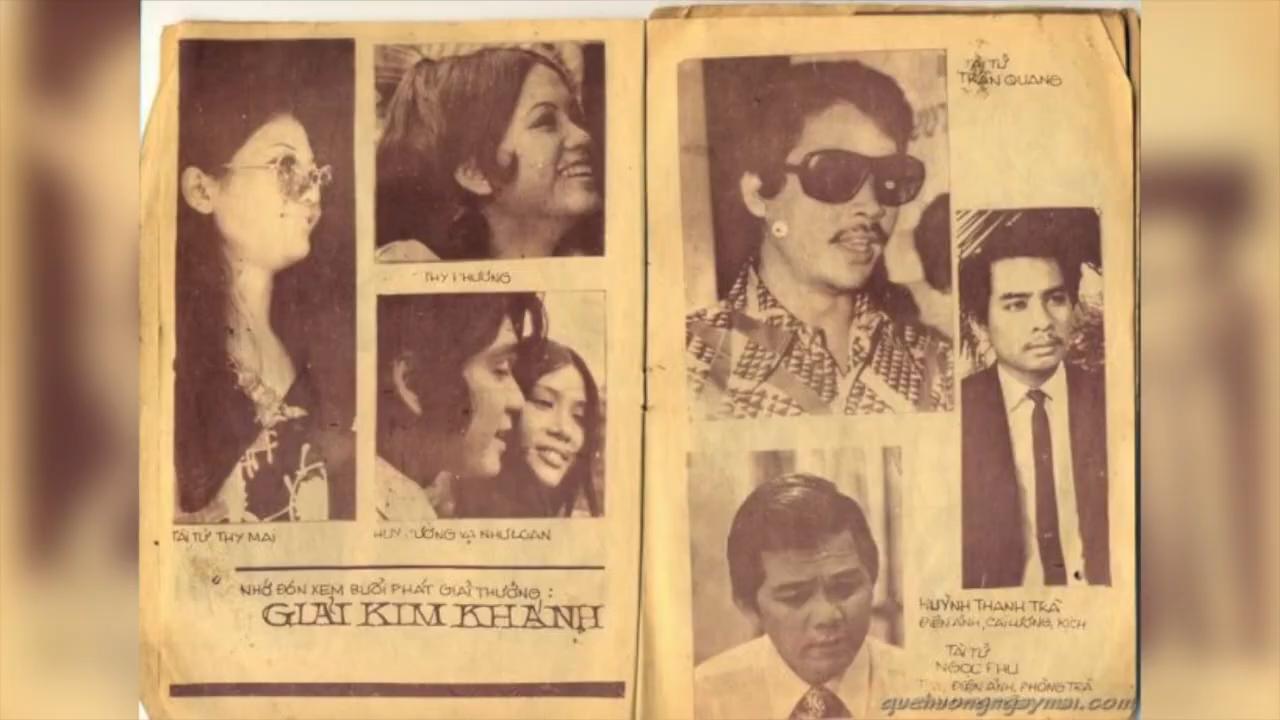 THY PHƯƠNG
TÀI TỬ THY MAI
HUY CƯỜNG và NHƯ LOAN
NHỚ ĐÓN XEM BUỔI PHÁT GIẢI THƯỞNG :
GIẢI KIM KHÁNH
TÀI TỬ
TRẦN QUANG
HUỲNH THANH TRÀ
ĐIỆN ẢNH, CẢI LƯƠNG, KỊCH
TÀI TỬ
NGỌC PHU
ĐIỆN ẢNH, PHÒNG TRÀ
quehuongngaymai.com